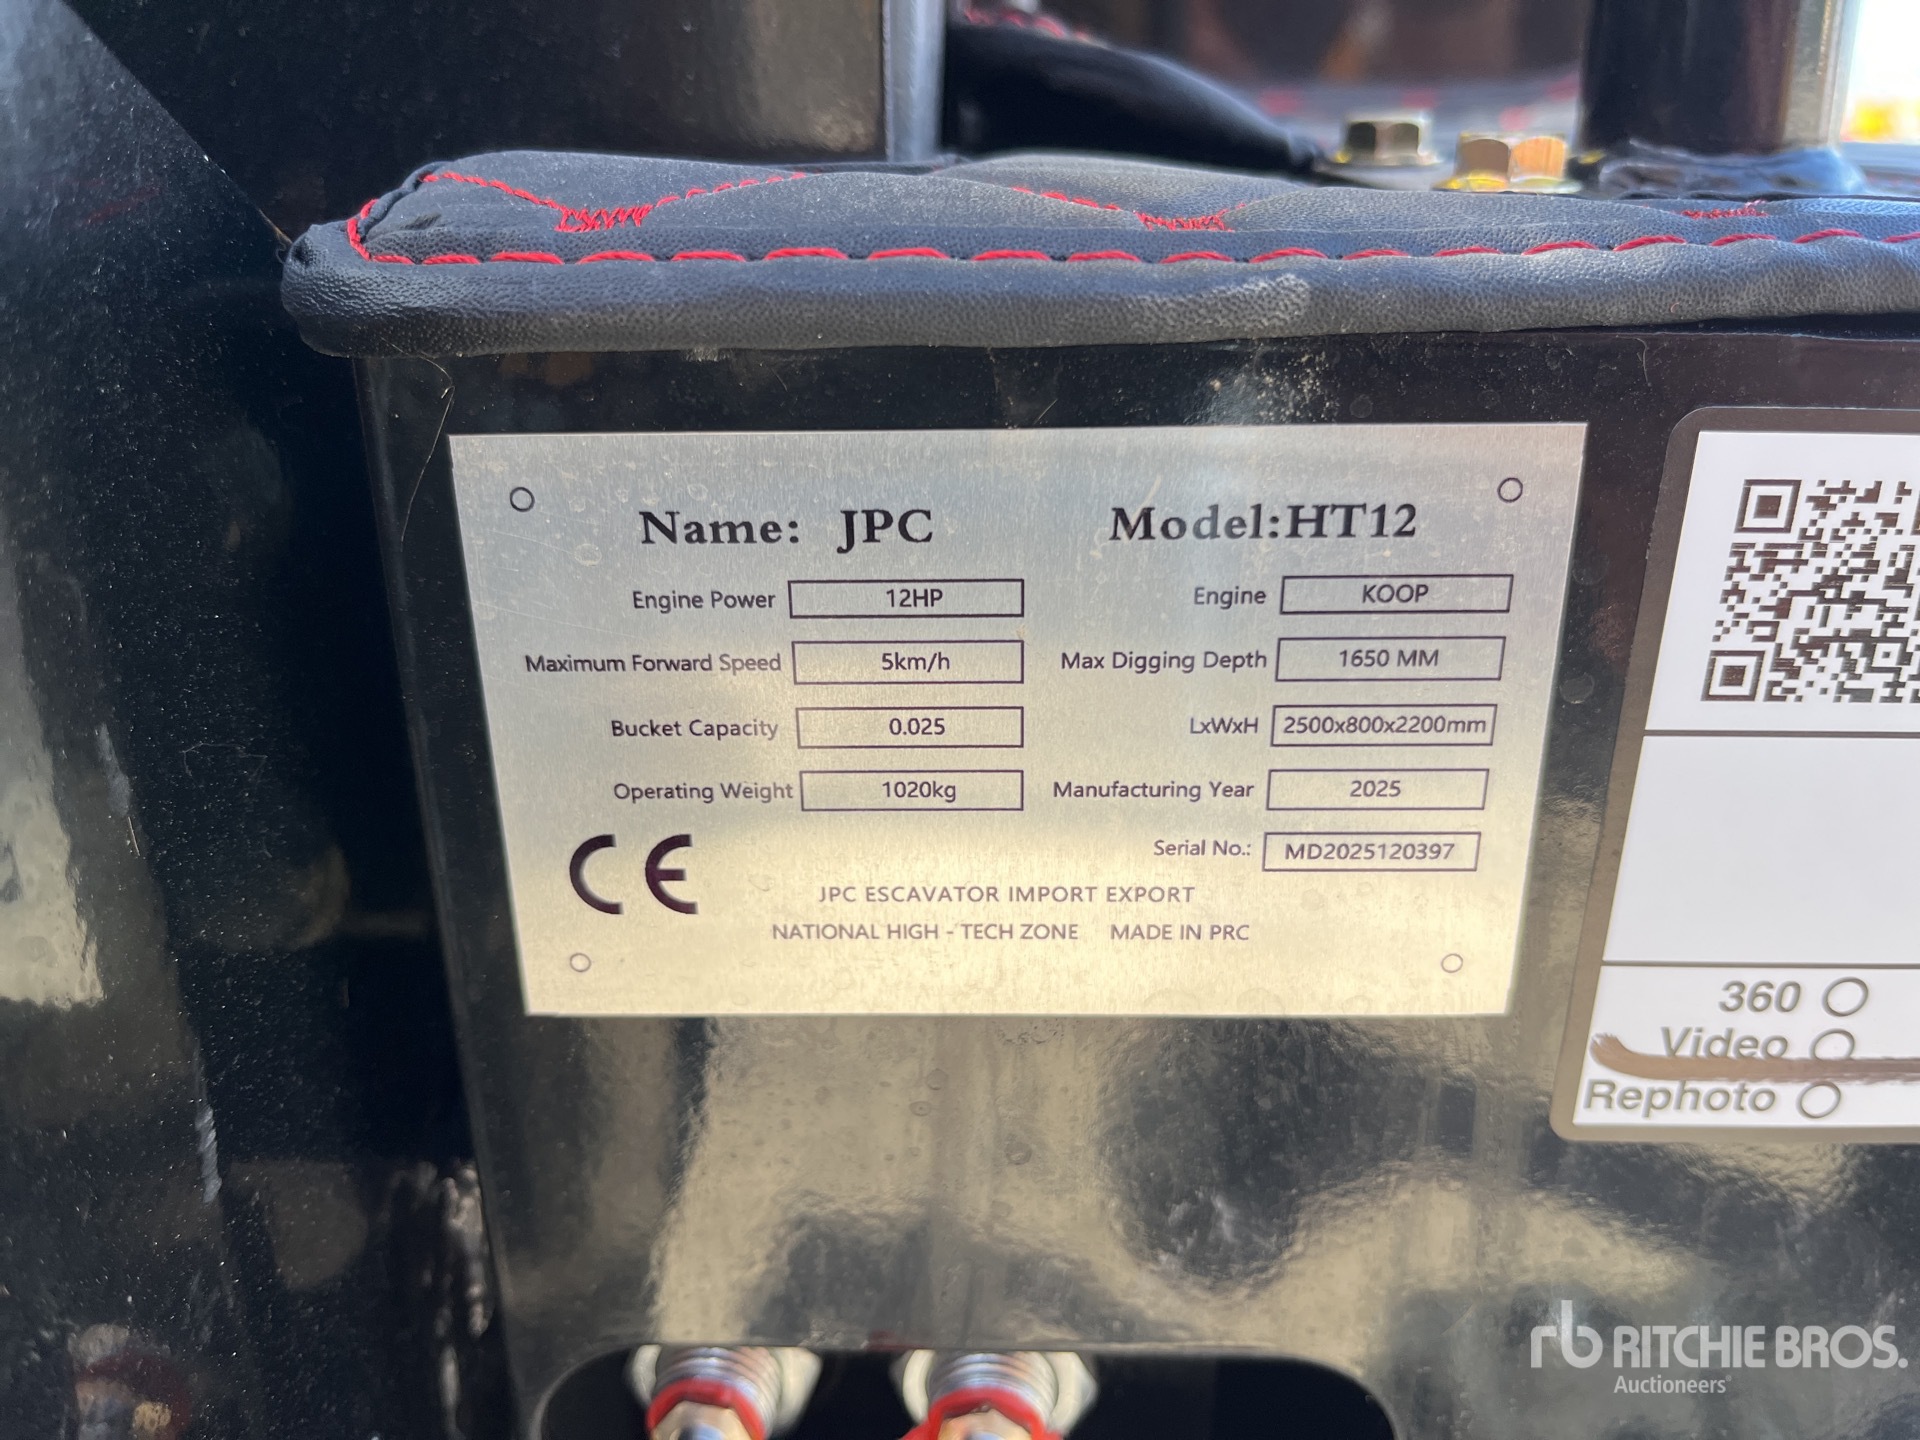 Name: JPC Model:HT12
Engine Power 12HP Engine KOOP
Maximum Forward Speed 5km/h Max Digging Depth 1650 MM
Bucket Capacity 0.025 LxWxH 2500x800x2200mm
Operating Weight 1020kg Manufacturing Year 2025
Serial No.: MD2025120397
CE
JPC ESCAVATOR IMPORT EXPORT
NATIONAL HIGH - TECH ZONE MADE IN PRC
360
Video
Rephoto
rb RITCHIE BROS.
Auctioneers